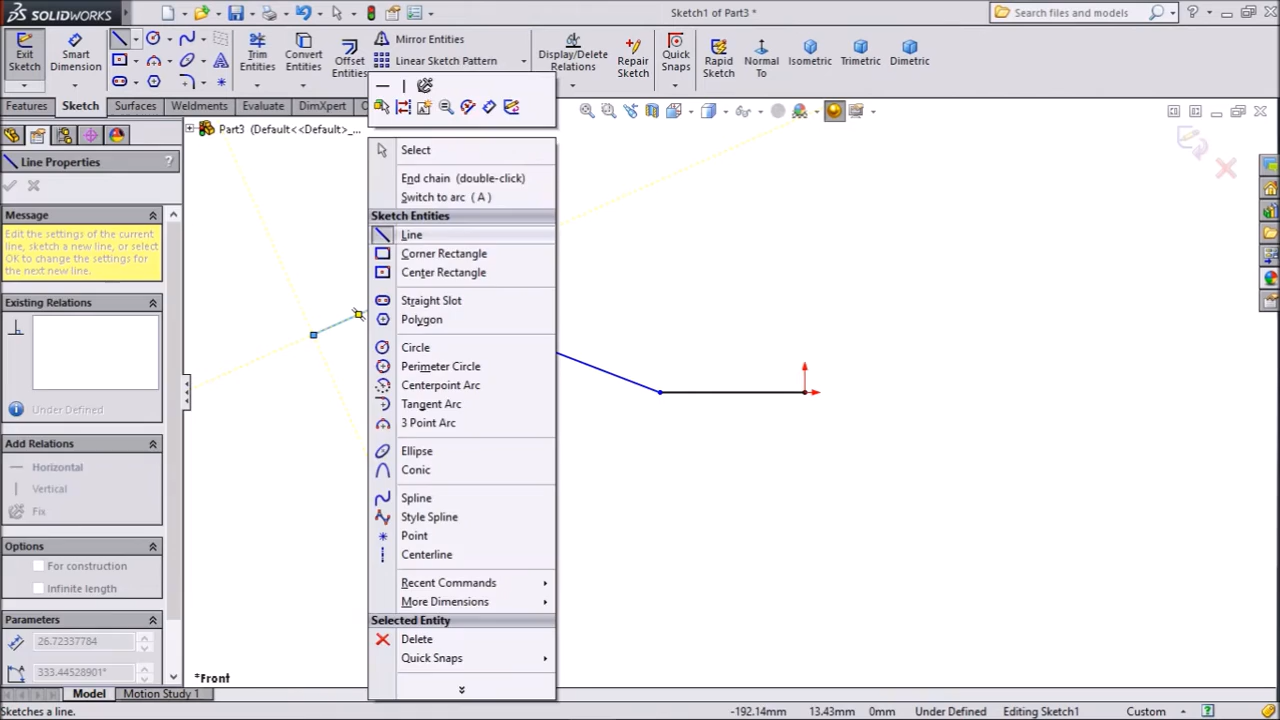 SOLIDWORKS
Sketch1 of Part3 *
Search files and models
Exit Sketch
Smart Dimension
Trim Entities
Convert Entities
Offset Entities
Mirror Entities
Linear Sketch Pattern
Display/Delete Relations
Repair Sketch
Quick Snaps
Rapid Sketch
Normal To
Isometric
Trimetric
Dimetric
Features
Sketch
Surfaces
Weldments
Evaluate
DimXpert
Part3 (Default<<Default>_...
Line Properties
?
Message
Edit the settings of the current
line, sketch a new line, or select
OK to change the settings for
the next new line.
Existing Relations
Under Defined
Add Relations
Horizontal
Vertical
Fix
Options
For construction
Infinite length
Parameters
26.72337784
333.44528901°
Select
End chain (double-click)
Switch to arc ( A )
Sketch Entities
Line
Corner Rectangle
Center Rectangle
Straight Slot
Polygon
Circle
Perimeter Circle
Centerpoint Arc
Tangent Arc
3 Point Arc
Ellipse
Conic
Spline
Style Spline
Point
Centerline
Recent Commands
More Dimensions
Selected Entity
Delete
Quick Snaps
*Front
Model
Motion Study 1
Sketches a line.
-192.14mm
13.43mm
0mm
Under Defined
Editing Sketch1
Custom